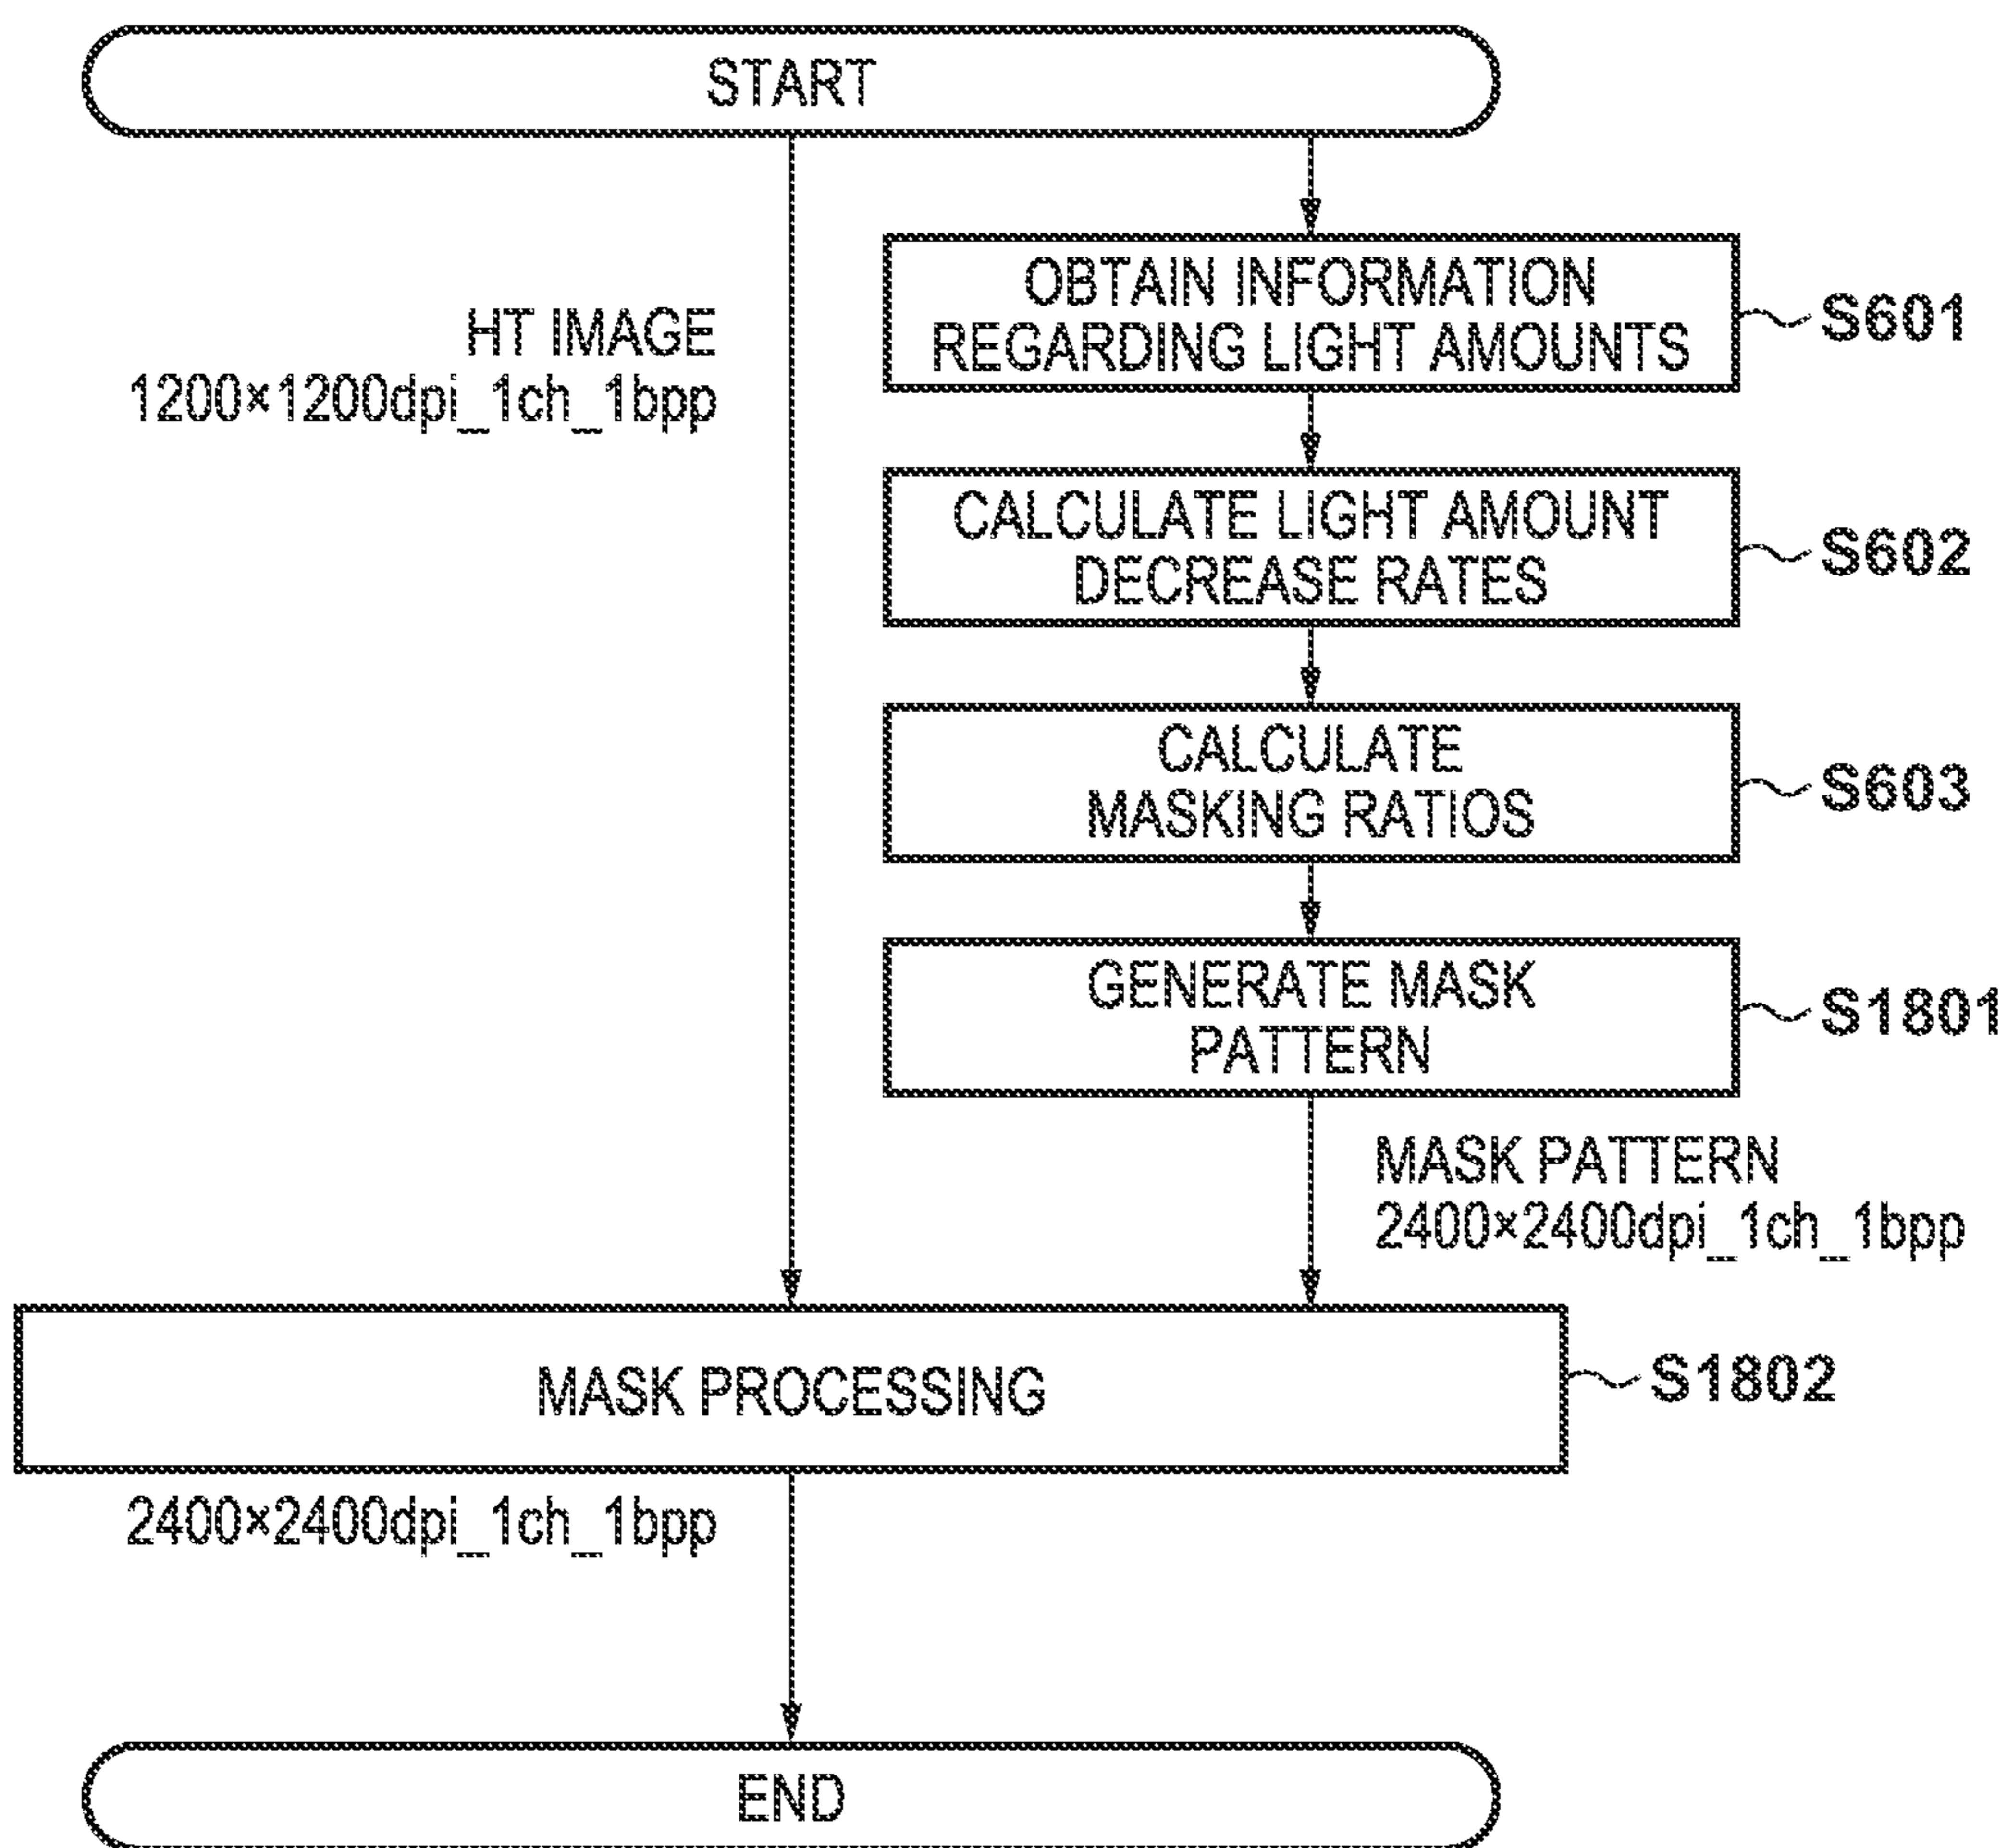 START
HT IMAGE
1200×1200dpi_1ch_1bpp
OBTAIN INFORMATION
REGARDING LIGHT AMOUNTS
S601
CALCULATE LIGHT AMOUNT
DECREASE RATES
S602
CALCULATE
MASKING RATIOS
S603
GENERATE MASK
PATTERN
S1801
MASK PATTERN
2400×2400dpi_1ch_1bpp
MASK PROCESSING
S1802
2400×2400dpi_1ch_1bpp
END